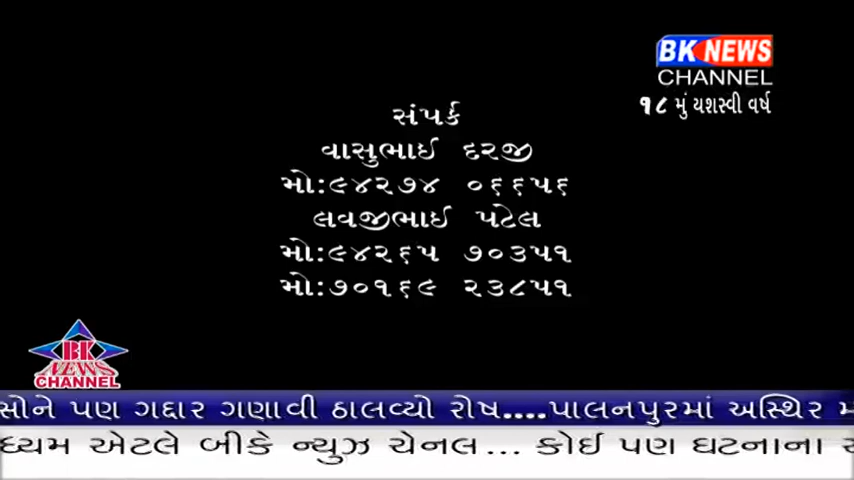 BK NEWS
CHANNEL
૧૮ મું યશસ્વી વર્ષ
સંપર્ક
વાસુભાઈ દરજી
મો:૯૪૨૭૪ ૦૬૬૫૬
લવજીભાઈ પટેલ
મો:૯૪૨૬૫ ૭૦૩૫૧
મો:૭૦૧૬૯ ૨૩૮૫૧
BK
NEWS
CHANNEL
સોને પણ ગદ્દાર ગણાવી ઠાલવ્યો રોષ....પાલનપુરમાં અસ્થિર
ધ્યમ એટલે બીકે ન્યુઝ ચેનલ... કોઈ પણ ઘટનાના